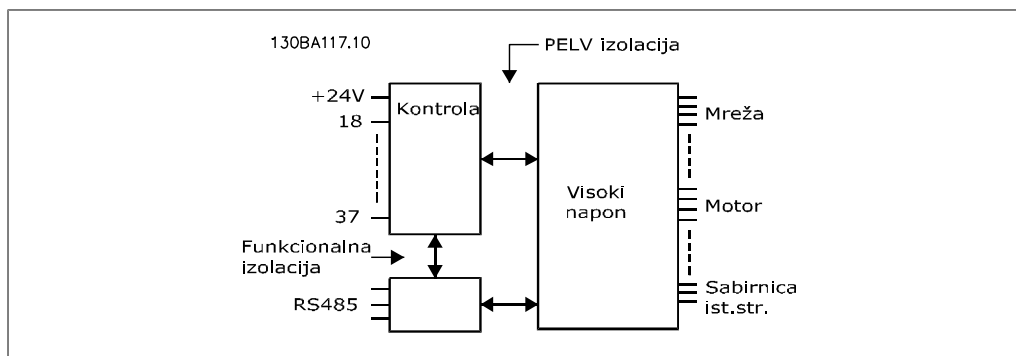 130BA117.10
PELV izolacija
+24V
Kontrola
18
37
Visoki
napon
Mreža
Motor
Sabirnica
ist.str.
Funkcionalna
izolacija
RS485